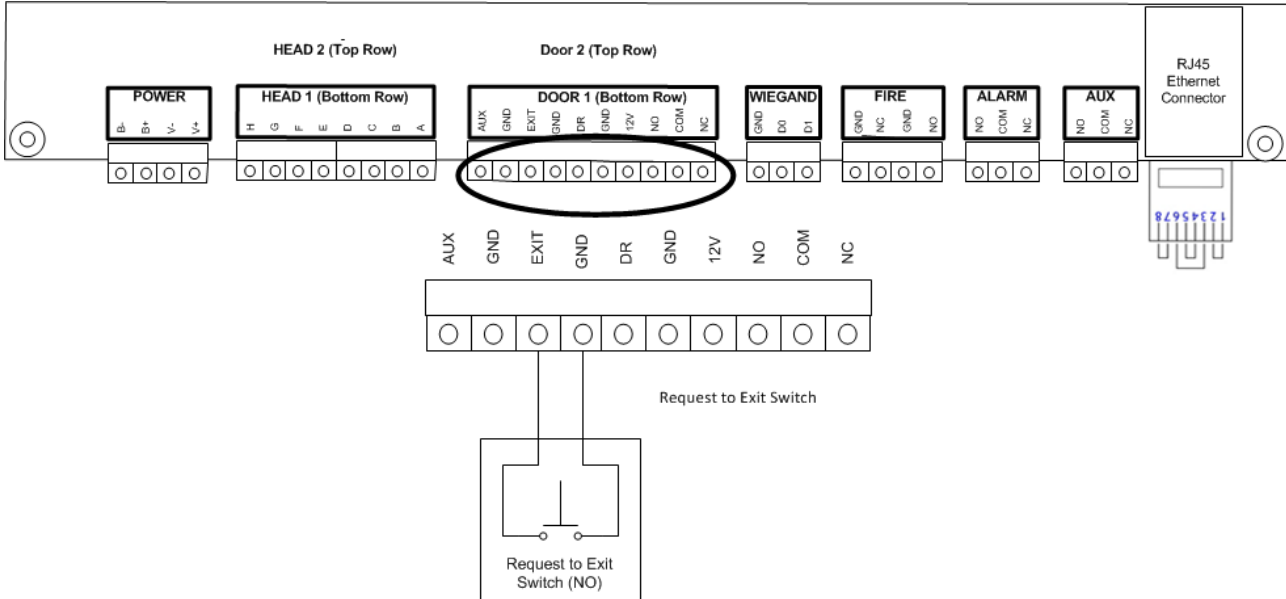 HEAD 2 (Top Row)
Door 2 (Top Row)
POWER
B- B+ V- V+
HEAD 1 (Bottom Row)
H G F E D C B A
DOOR 1 (Bottom Row)
AUX GND EXIT GND DR GND 12V NO COM NC
WIEGAND
GND D0 D1
FIRE
GND NC GND NO
ALARM
NO COM NC
AUX
NO COM NC
RJ45
Ethernet
Connector
87654321
AUX GND EXIT GND DR GND 12V NO COM NC
Request to Exit Switch
Request to Exit
Switch (NO)